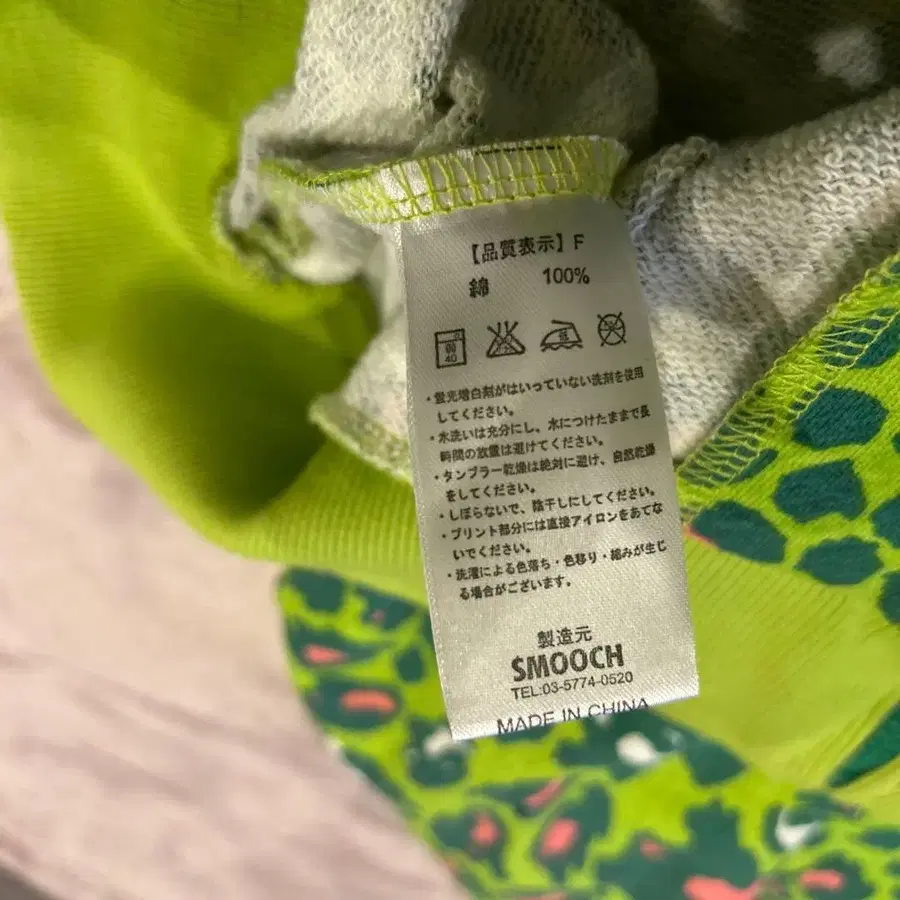 【品質表示】F
綿 100%
弱
40
低
・蛍光増白剤がはいっていない洗剤を使用
してください。
・水洗いは充分にし、水につけたままで長
時間の放置は避けてください。
・タンブラー乾燥は絶対に避け、自然乾燥
をしてください。
・しぼらないで、陰干しにしてください。
・プリント部分には直接アイロンをあてな
いでください。
・洗濯による色落ち・色移り・縮みが生じ
る場合がございます。
製造元
SMOOCH
TEL:03-5774-0520
MADE IN CHINA